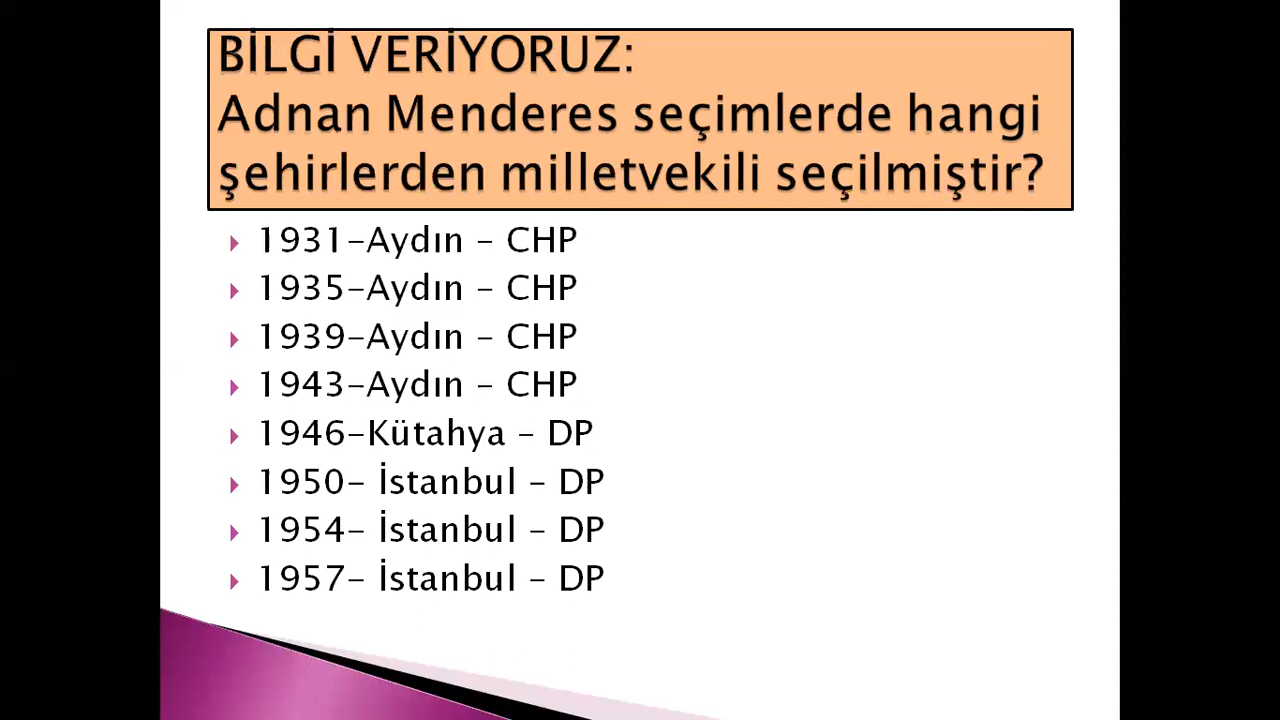 BİLGİ VERİYORUZ:
Adnan Menderes seçimlerde hangi
şehirlerden milletvekili seçilmiştir?
1931-Aydın – CHP
1935-Aydın – CHP
1939-Aydın – CHP
1943-Aydın – CHP
1946-Kütahya – DP
1950- İstanbul – DP
1954- İstanbul – DP
1957- İstanbul – DP